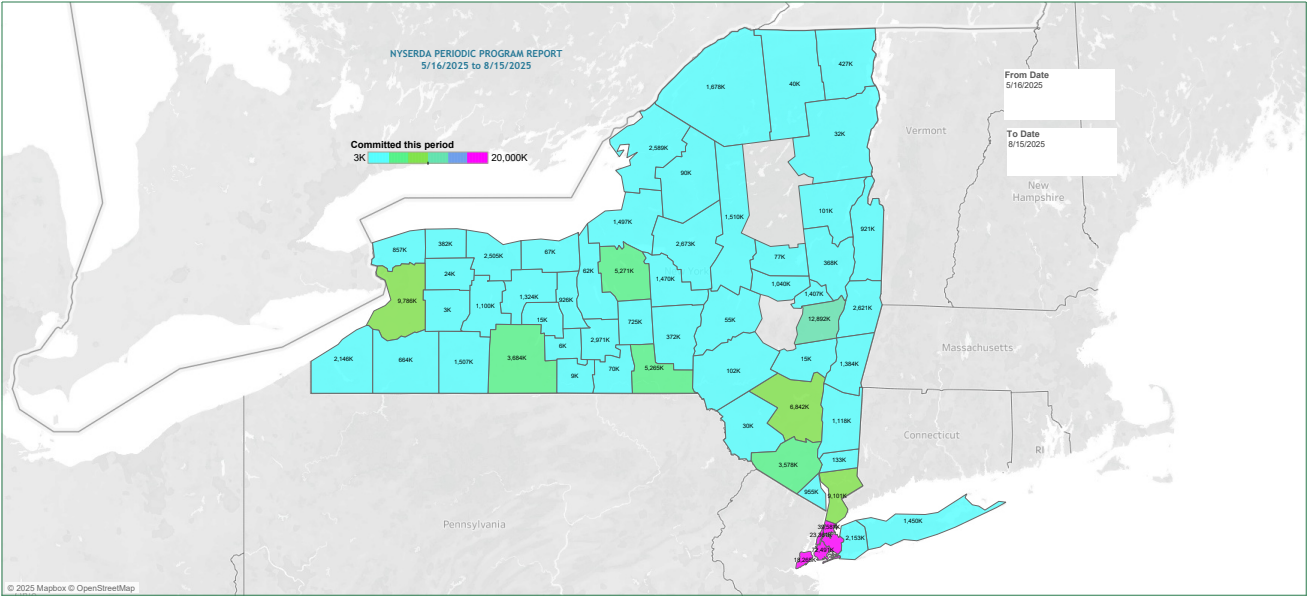 NYSERDA PERIODIC PROGRAM REPORT
5/16/2025 to 8/15/2025
From Date
5/16/2025
To Date
8/15/2025
Committed this period
3K 20,000K
Vermont
New
Hampshire
Massachusetts
Connecticut
RI
Pennsylvania
427K
1,678K
40K
32K
2,589K
90K
1,510K
101K
921K
1,497K
2,673K
857K
382K
2,505K
67K
77K
368K
24K
62K
5,271K
1,470K
1,040K
1,407K
9,786K
3K
1,100K
1,324K
926K
2,621K
15K
725K
55K
12,892K
372K
6K
2,971K
2,146K
664K
1,507K
3,684K
15K
1,384K
9K
70K
5,265K
102K
6,842K
30K
1,118K
3,578K
133K
955K
9,101K
1,450K
2,153K
© 2025 Mapbox © OpenStreetMap